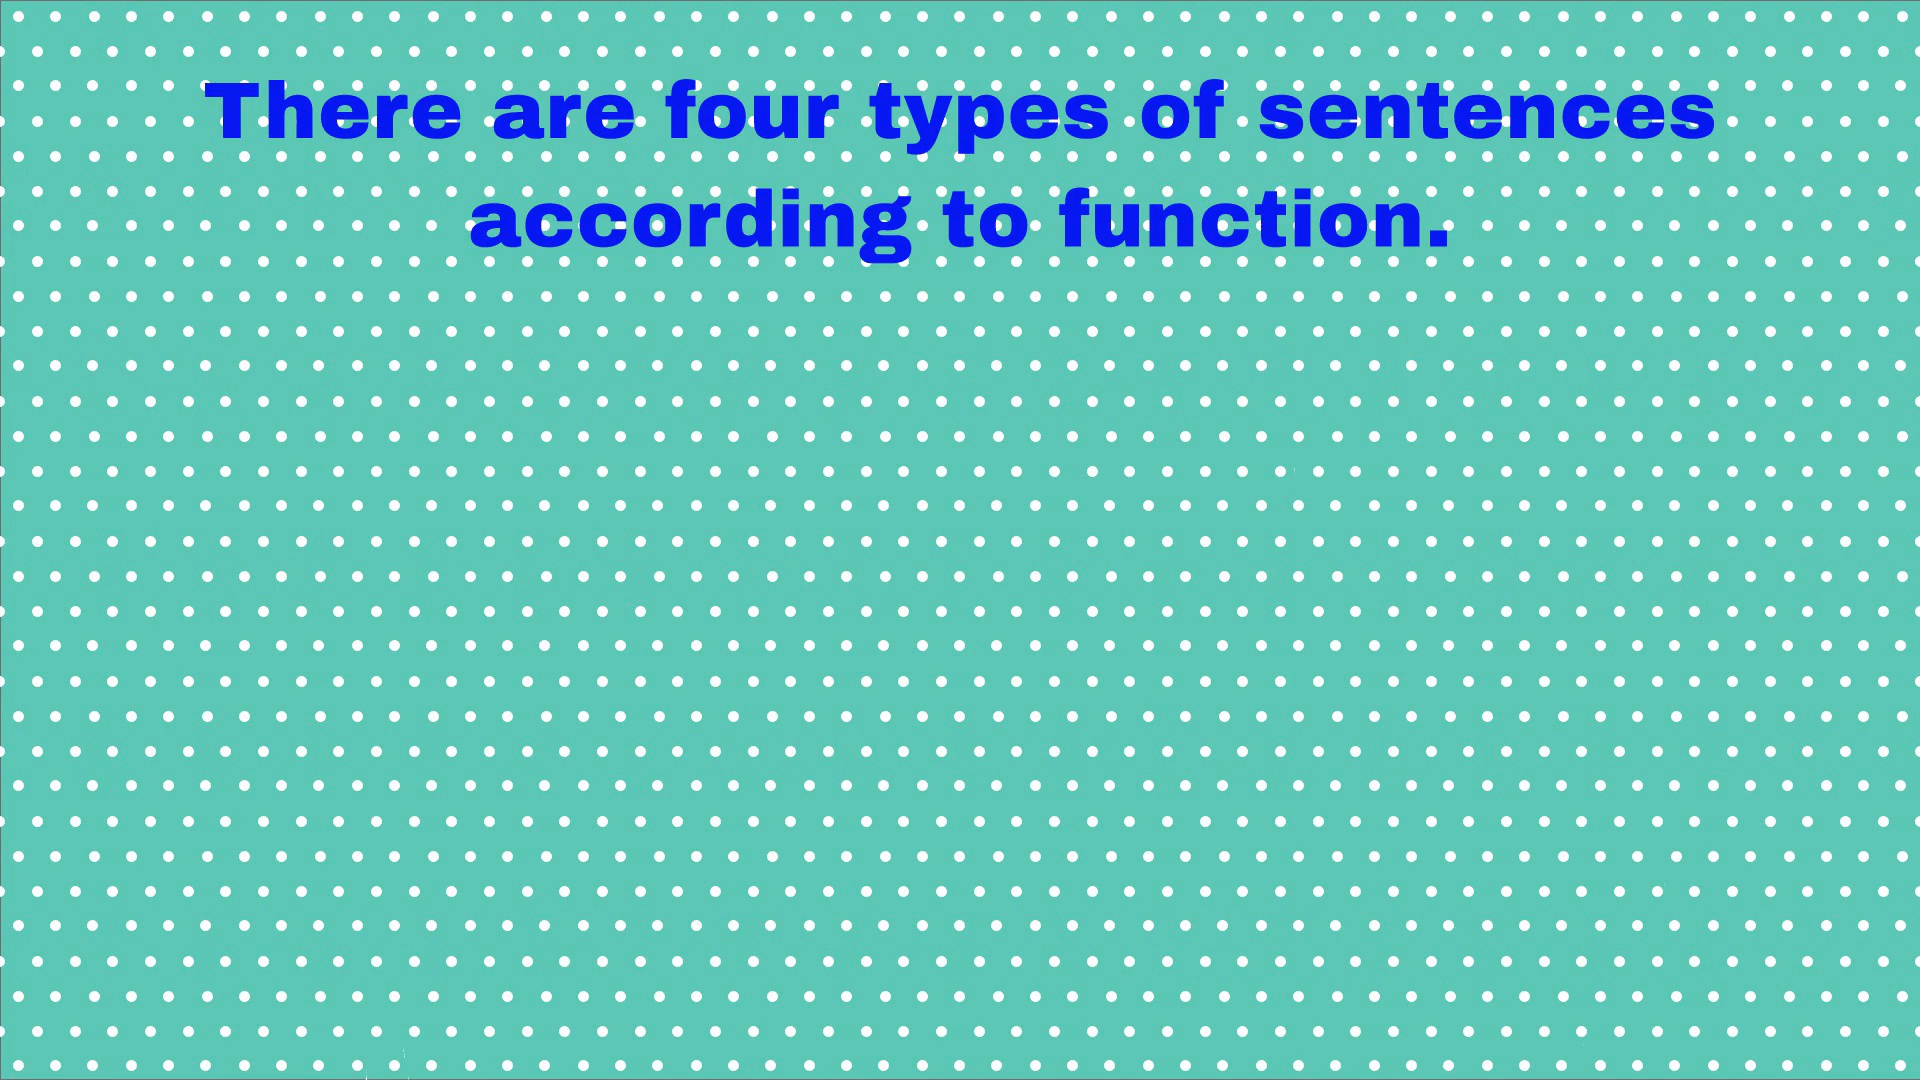 There are four types of sentences
according to function.